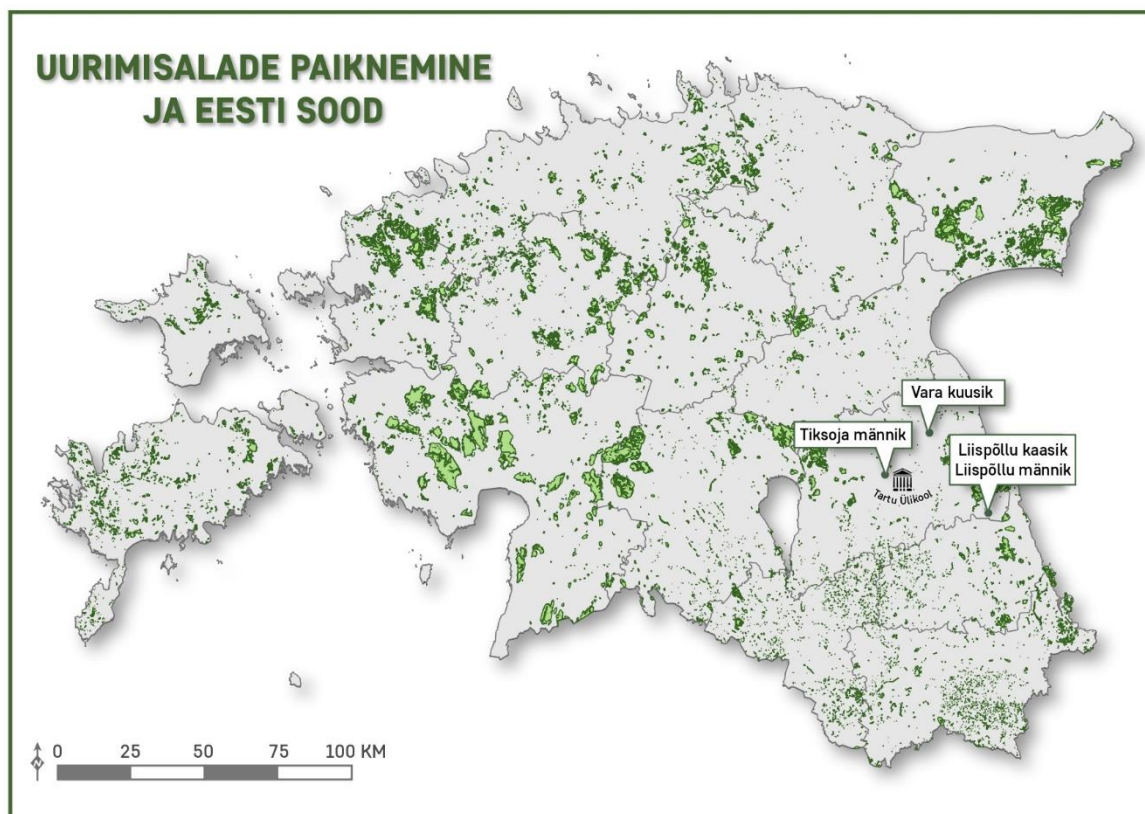 UURIMISALADE PAIKNEMINE
JA EESTI SOOD
Vara kuusik
Tiksoja männik
Liispõllu kaasik
Liispõllu männik
Tartu Ülikool
N
0 25 50 75 100 KM